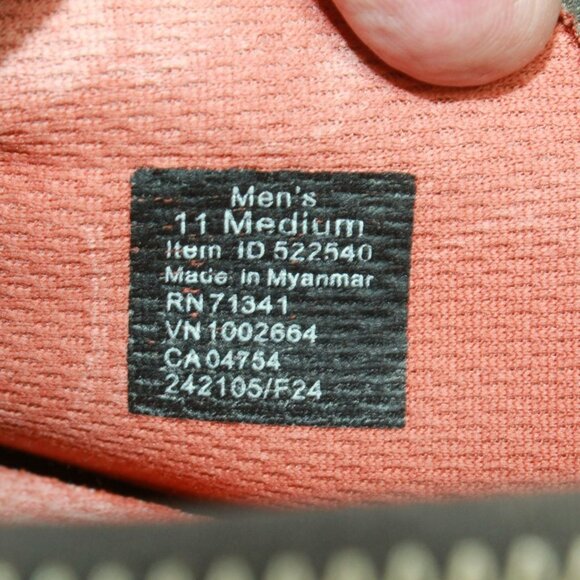 Men's
11 Medium
Item ID 522540
Made in Myanmar
RN 71341
VN 1002664
CA 04754
242105/F24